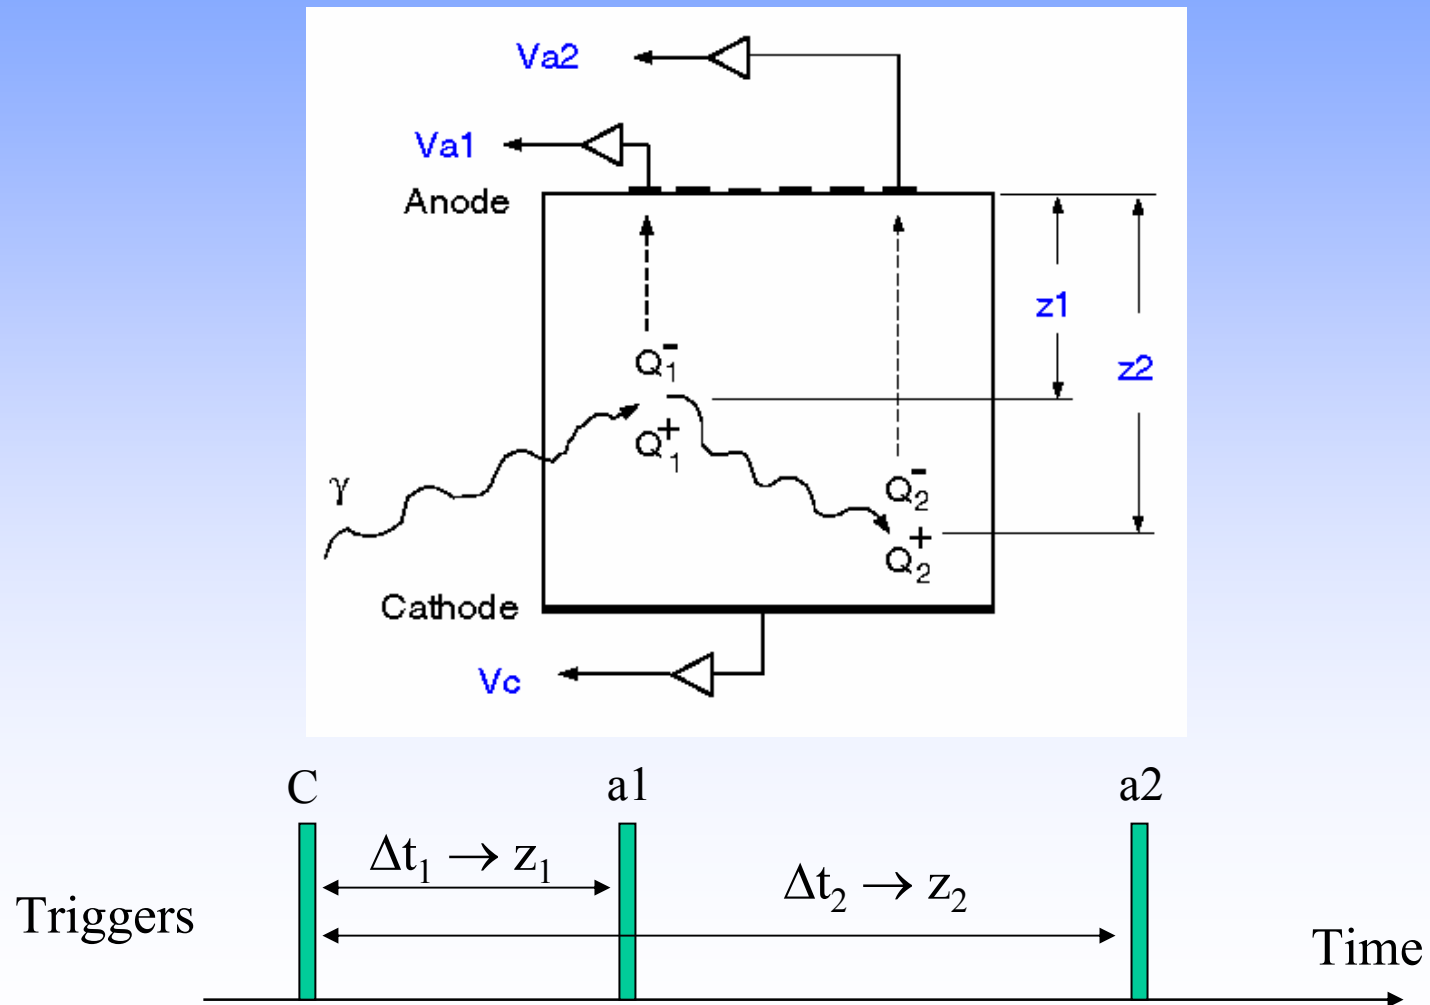 Va2
Va1
Anode
z1
z2
Q₁⁻
Q₁⁺
γ
Q₂⁻
Q₂⁺
Cathode
Vc
C a1 a2
Δt₁ → z₁
Δt₂ → z₂
Triggers
Time